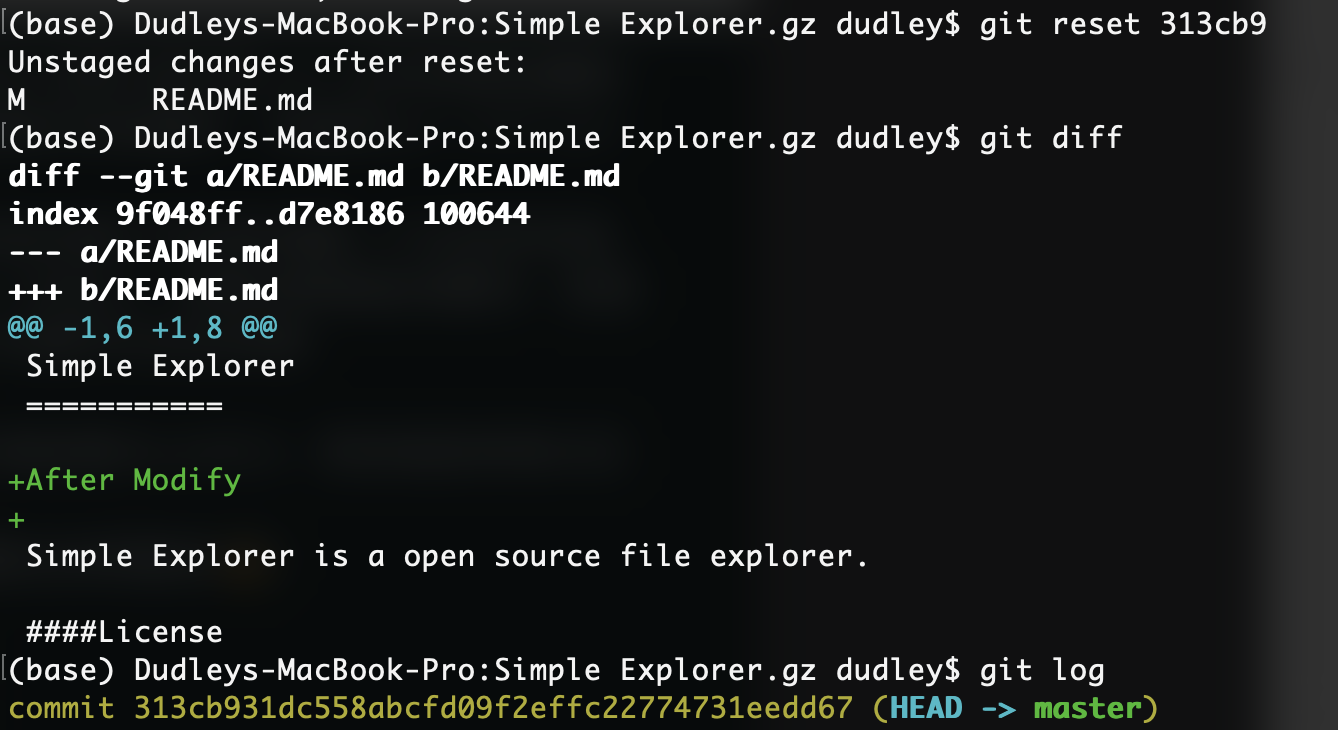 (base) Dudleys-MacBook-Pro:Simple Explorer.gz dudley$ git reset 313cb9
Unstaged changes after reset:
M       README.md
(base) Dudleys-MacBook-Pro:Simple Explorer.gz dudley$ git diff
diff --git a/README.md b/README.md
index 9f048ff..d7e8186 100644
--- a/README.md
+++ b/README.md
@@ -1,6 +1,8 @@
 Simple Explorer
 ===========
+After Modify
+
 Simple Explorer is a open source file explorer.
 ####License
(base) Dudleys-MacBook-Pro:Simple Explorer.gz dudley$ git log
commit 313cb931dc558abcfd09f2effc22774731eedd67 (HEAD -> master)